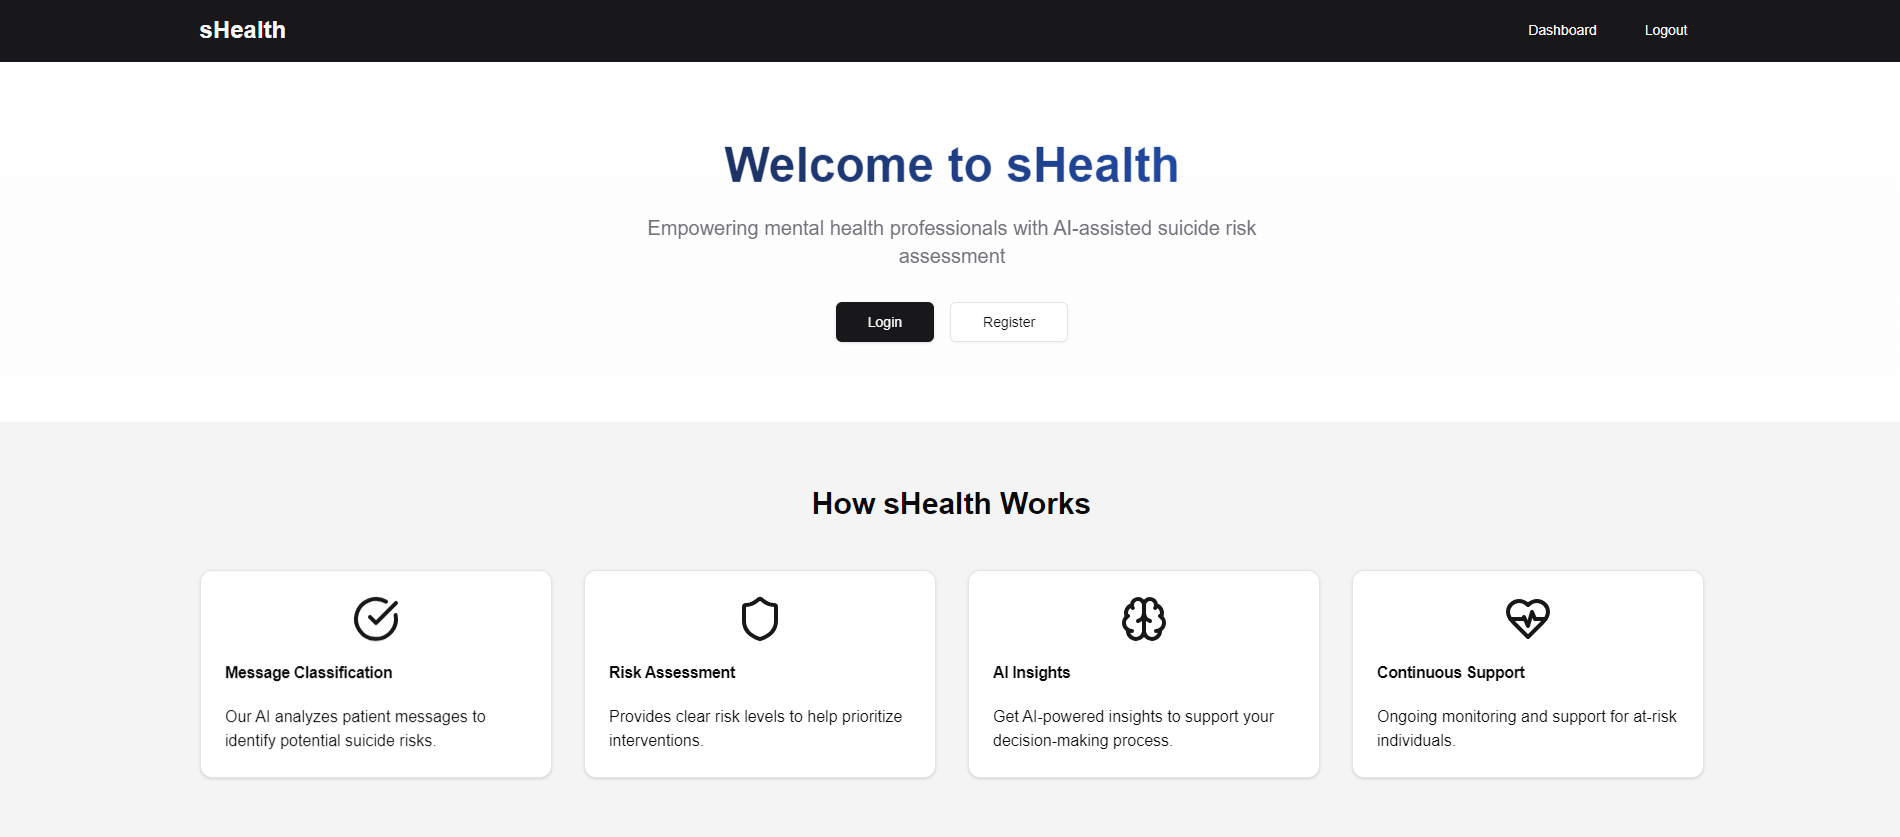 sHealth
Dashboard
Logout
Welcome to sHealth
Empowering mental health professionals with AI-assisted suicide risk
assessment
Login
Register
How sHealth Works
Message Classification
Our AI analyzes patient messages to
identify potential suicide risks.
Risk Assessment
Provides clear risk levels to help prioritize
interventions.
AI Insights
Get AI-powered insights to support your
decision-making process.
Continuous Support
Ongoing monitoring and support for at-risk
individuals.